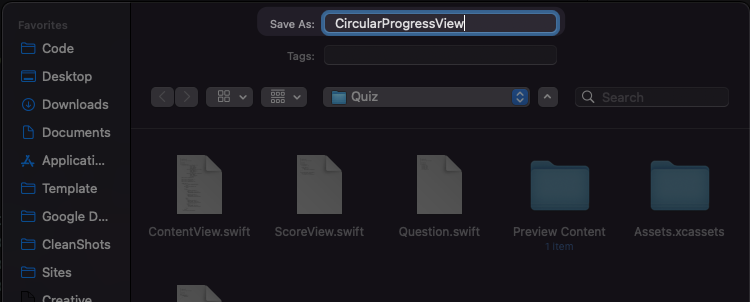 Save As: CircularProgressView
Tags:
Favorites
Code
Desktop
Downloads
Documents
Applicati...
Template
Google D...
CleanShots
Sites
Creative
Quiz
Search
ContentView.swift
ScoreView.swift
Question.swift
Preview Content
1 item
Assets.xcassets